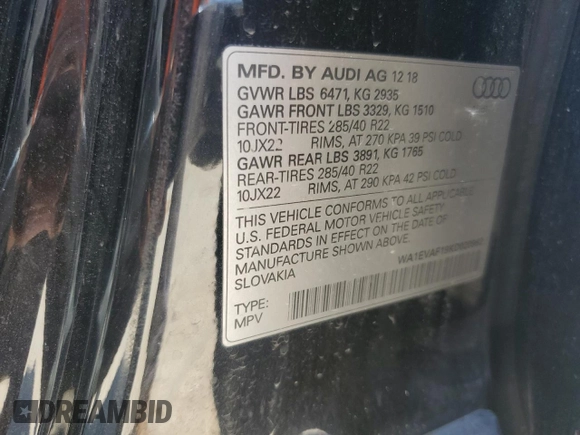 MFD. BY AUDI AG 12 18
GVWR LBS 6471, KG 2935
GAWR FRONT LBS 3329, KG 1510
FRONT-TIRES 285/40 R22
10JX22 RIMS, AT 270 KPA 39 PSI COLD
GAWR REAR LBS 3891, KG 1765
REAR-TIRES 285/40 R22
10JX22 RIMS, AT 290 KPA 42 PSI COLD
THIS VEHICLE CONFORMS TO ALL APPLICABLE
U.S. FEDERAL MOTOR VEHICLE SAFETY
STANDARDS IN EFFECT ON THE DATE OF
MANUFACTURE SHOWN ABOVE.
SLOVAKIA
TYPE:
MPV
DREAMBID